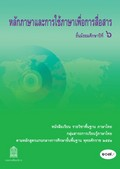 หลักภาษาและการใช้ภาษาเพื่อการสื่อสาร
ชั้นมัธยมศึกษาปีที่ ๖
หนังสือเรียน รายวิชาพื้นฐาน ภาษาไทย
กลุ่มสาระการเรียนรู้ภาษาไทย
ตามหลักสูตรแกนกลางการศึกษาขั้นพื้นฐาน พุทธศักราช ๒๕๕๑